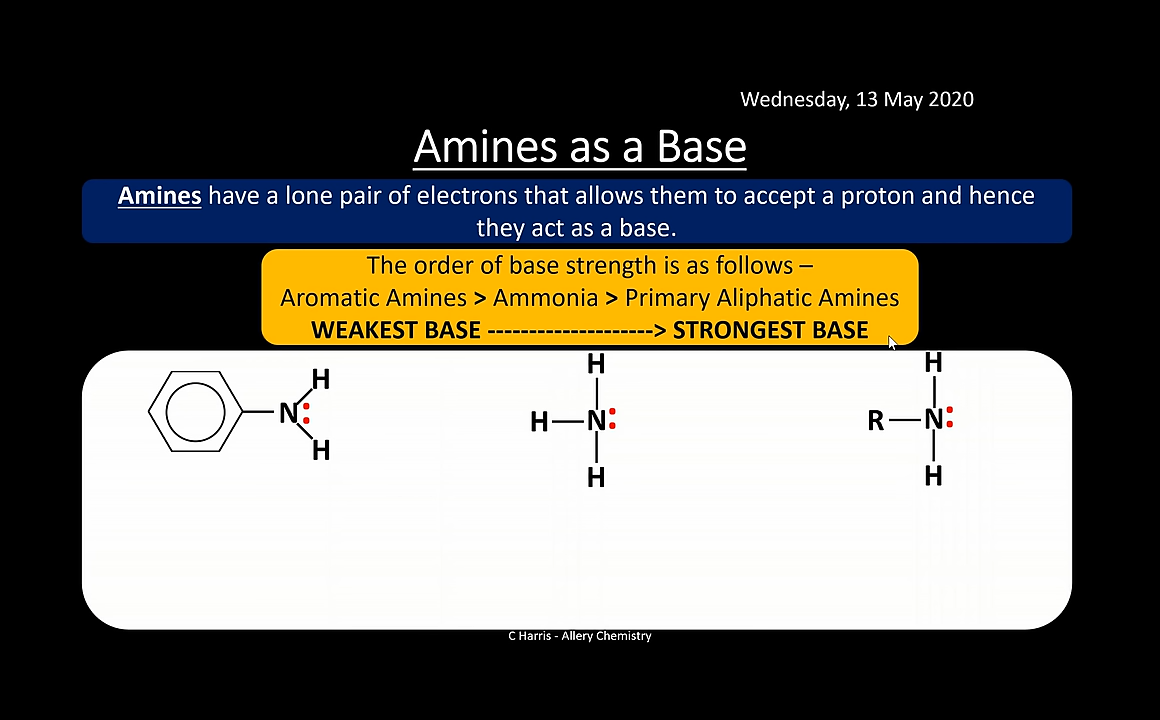 Wednesday, 13 May 2020
Amines as a Base
Amines have a lone pair of electrons that allows them to accept a proton and hence
they act as a base.
The order of base strength is as follows –
Aromatic Amines > Ammonia > Primary Aliphatic Amines
WEAKEST BASE --------------------> STRONGEST BASE
H
N:
H
H
H—N:
H
H
R—N:
H
C Harris - Allery Chemistry